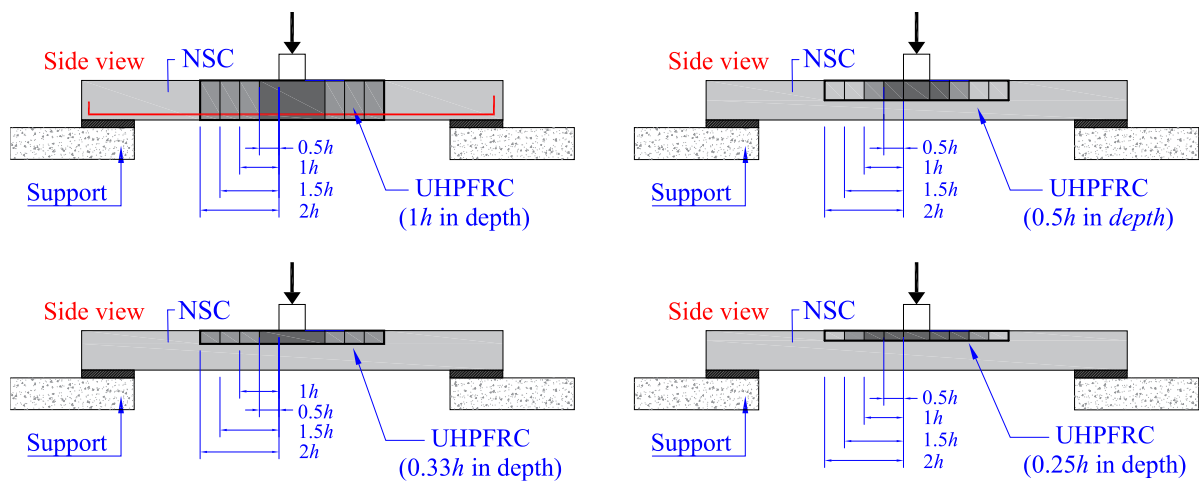 Side view
NSC
0.5h
1h
1.5h
2h
Support
UHPFRC
(1h in depth)
Side view
NSC
0.5h
1h
1.5h
2h
Support
UHPFRC
(0.5h in depth)
Side view
NSC
1h
0.5h
1.5h
2h
Support
UHPFRC
(0.33h in depth)
Side view
NSC
0.5h
1h
1.5h
2h
Support
UHPFRC
(0.25h in depth)